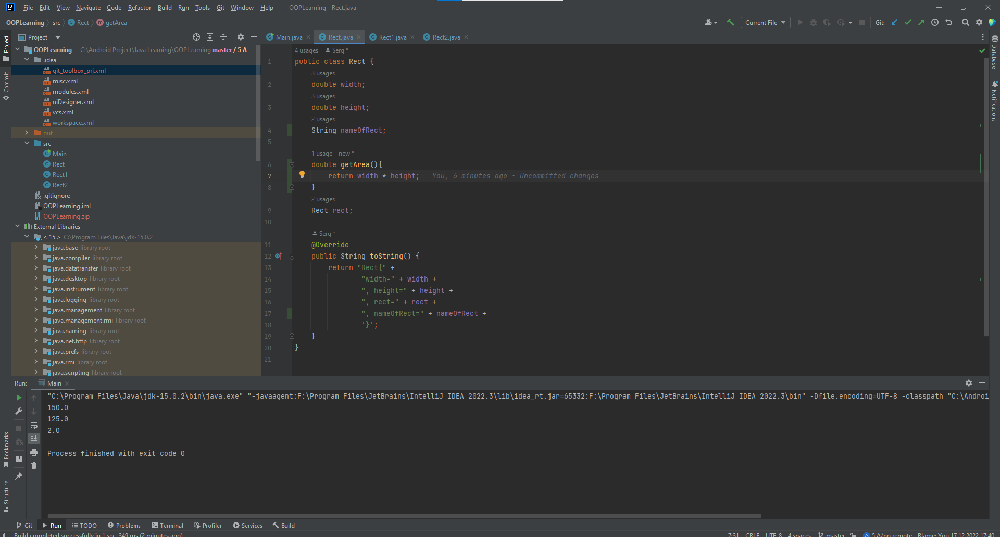 File Edit View Navigate Code Refactor Build Run Tools Git Window Help OOPLearning - Rect.java
OOPLearning src Rect getArea Current File Git:
Project
Main.java Rect.java Rect1.java Rect2.java
OOPLearning - C:\Android Project\Java Learning\OOPLearning master / 5 Δ
.idea
git_toolbox_prj.xml
misc.xml
modules.xml
uiDesigner.xml
vcs.xml
workspace.xml
out
src
Main
Rect
Rect1
Rect2
.gitignore
OOPLearning.iml
OOPLearning.zip
External Libraries
< 15 > C:\Program Files\Java\jdk-15.0.2
java.base library root
java.compiler library root
java.datatransfer library root
java.desktop library root
java.instrument library root
java.logging library root
java.management library root
java.management.rmi library root
java.naming library root
java.net.http library root
java.prefs library root
java.rmi library root
java.scripting library root
4 usages Serg *
1 public class Rect {
3 usages
2 double width;
3 usages
3 double height;
2 usages
4 String nameOfRect;
5
1 usage new *
6 double getArea(){
7 return width * height; You, 6 minutes ago • Uncommitted changes
8 }
2 usages
9 Rect rect;
10
Serg *
11 @Override
12 public String toString() {
13 return "Rect{" +
14 "width=" + width +
15 ", height=" + height +
16 ", rect=" + rect +
17 ", nameOfRect=" + nameOfRect +
18 '}';
19 }
20 }
21
Project
Commit
Bookmarks
Structure
Database
Notifications
Run: Main
"C:\Program Files\Java\jdk-15.0.2\bin\java.exe" "-javaagent:F:\Program Files\JetBrains\IntelliJ IDEA 2022.3\lib\idea_rt.jar=65332:F:\Program Files\JetBrains\IntelliJ IDEA 2022.3\bin" -Dfile.encoding=UTF-8 -classpath "C:\Androi
150.0
125.0
2.0
Process finished with exit code 0
Git Run TODO Problems Terminal Profiler Services Build
Build completed successfully in 1 sec, 349 ms (2 minutes ago) 7:31 CRLF UTF-8 4 spaces master 5 Δ/no remote Blame: You 17.12.2022 17:40